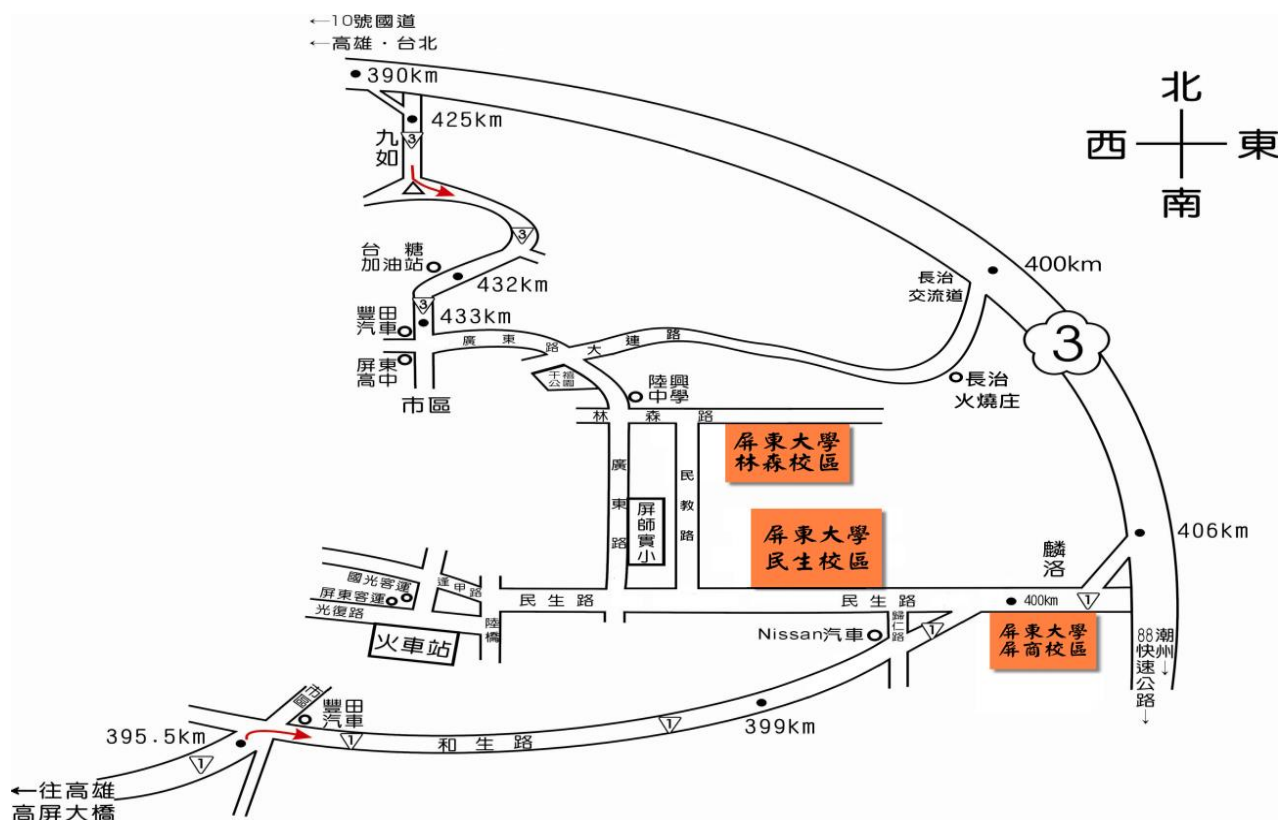 ←10號國道
←高雄・台北
390km
425km
3
九如
北
西 東
南
3
台糖
加油站
432km
3
433km
豐田
汽車
屏東
高中
市區
廣東路
大連路
千禧
公園
陸興
中學
長治
交流道
400km
3
長治
火燒庄
林森路
屏東大學
林森校區
廣東路
屏師實小
民教路
屏東大學
民生校區
406km
麟洛
國光客運
屏東客運
光復路
逢甲路
火車站
陸橋
民生路
民生路
400km
1
歸仁路
Nissan汽車
1
屏東大學
屏商校區
潮州↓
88快速公路↓
市區
豐田
汽車
395.5km
1
1
和生路
1
399km
←往高雄
高屏大橋